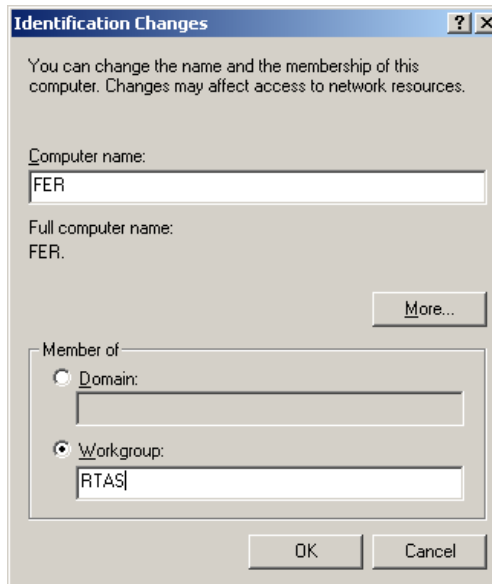 Identification Changes
You can change the name and the membership of this
computer. Changes may affect access to network resources.
Computer name:
FER
Full computer name:
FER.
More...
Member of
Domain:
Workgroup:
RTAS
OK
Cancel